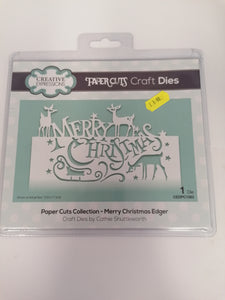 CREATIVE
EXPRESSIONS
PAPER CUTS Craft Dies
MERRY
CHRISTMAS
1 Die
Paper Cuts Collection - Merry Christmas Edger
Craft Dies by Cathie Shuttleworth